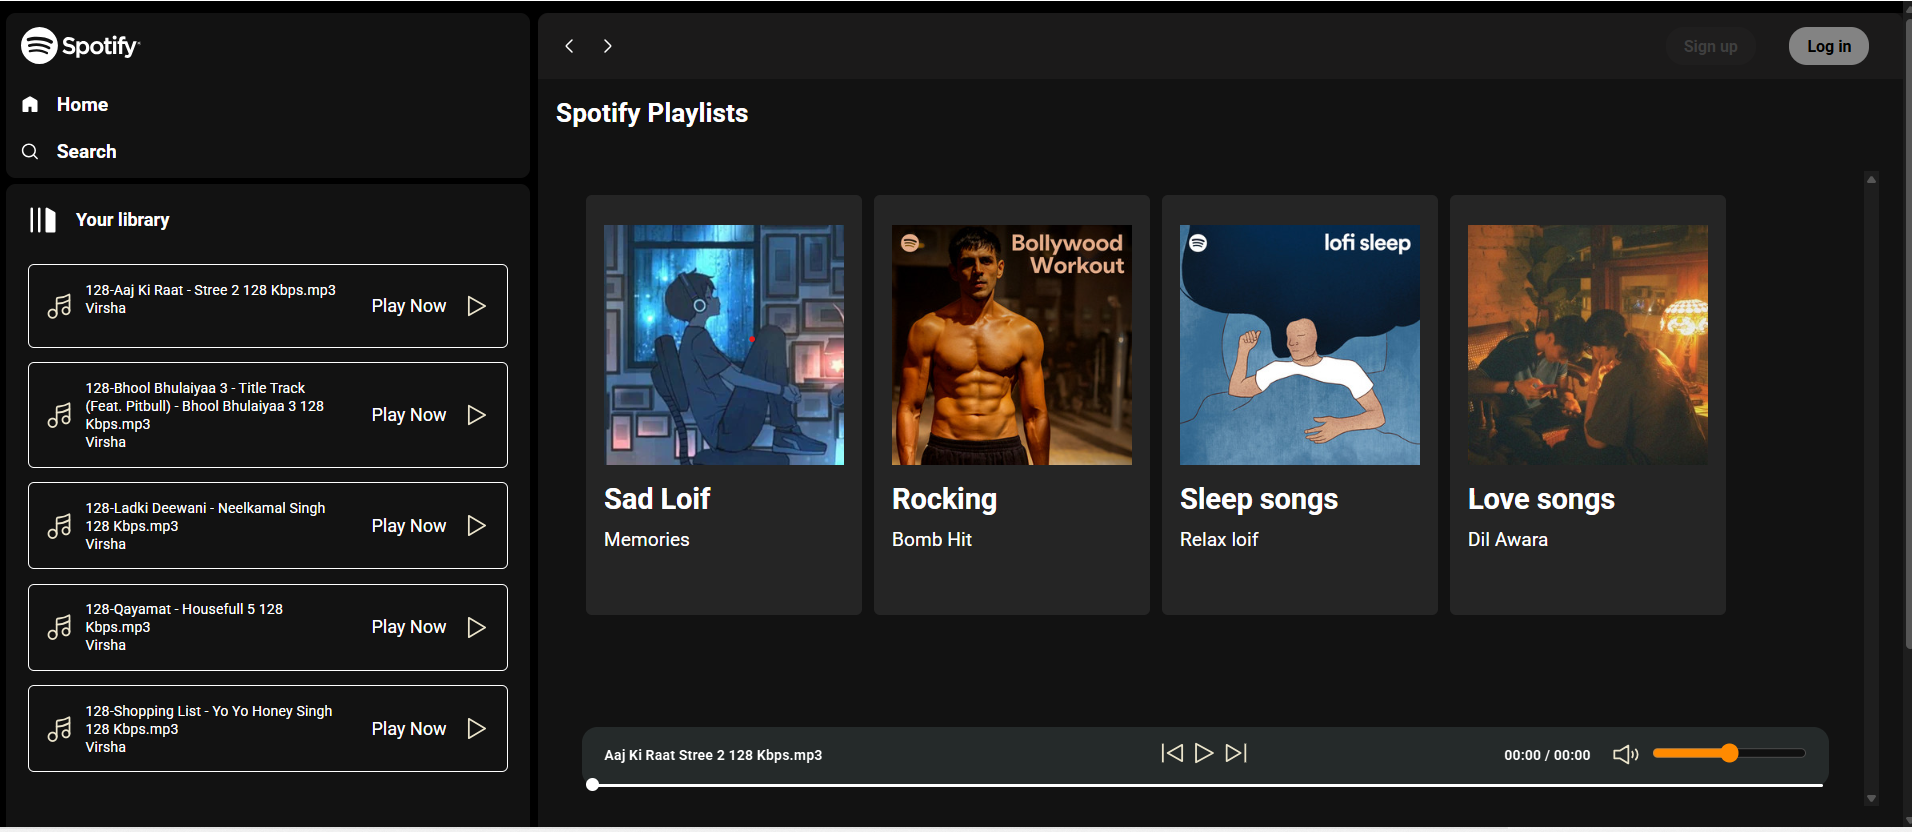 Spotify
Home
Search
Your library
128-Aaj Ki Raat - Stree 2 128 Kbps.mp3
Virsha
Play Now
128-Bhool Bhulaiyaa 3 - Title Track
(Feat. Pitbull) - Bhool Bhulaiyaa 3 128
Kbps.mp3
Virsha
Play Now
128-Ladki Deewani - Neelkamal Singh
128 Kbps.mp3
Virsha
Play Now
128-Qayamat - Housefull 5 128
Kbps.mp3
Virsha
Play Now
128-Shopping List - Yo Yo Honey Singh
128 Kbps.mp3
Virsha
Play Now
Sign up
Log in
Spotify Playlists
Sad Loif
Memories
Bollywood
Workout
Rocking
Bomb Hit
lofi sleep
Sleep songs
Relax loif
Love songs
Dil Awara
Aaj Ki Raat Stree 2 128 Kbps.mp3
00:00 / 00:00